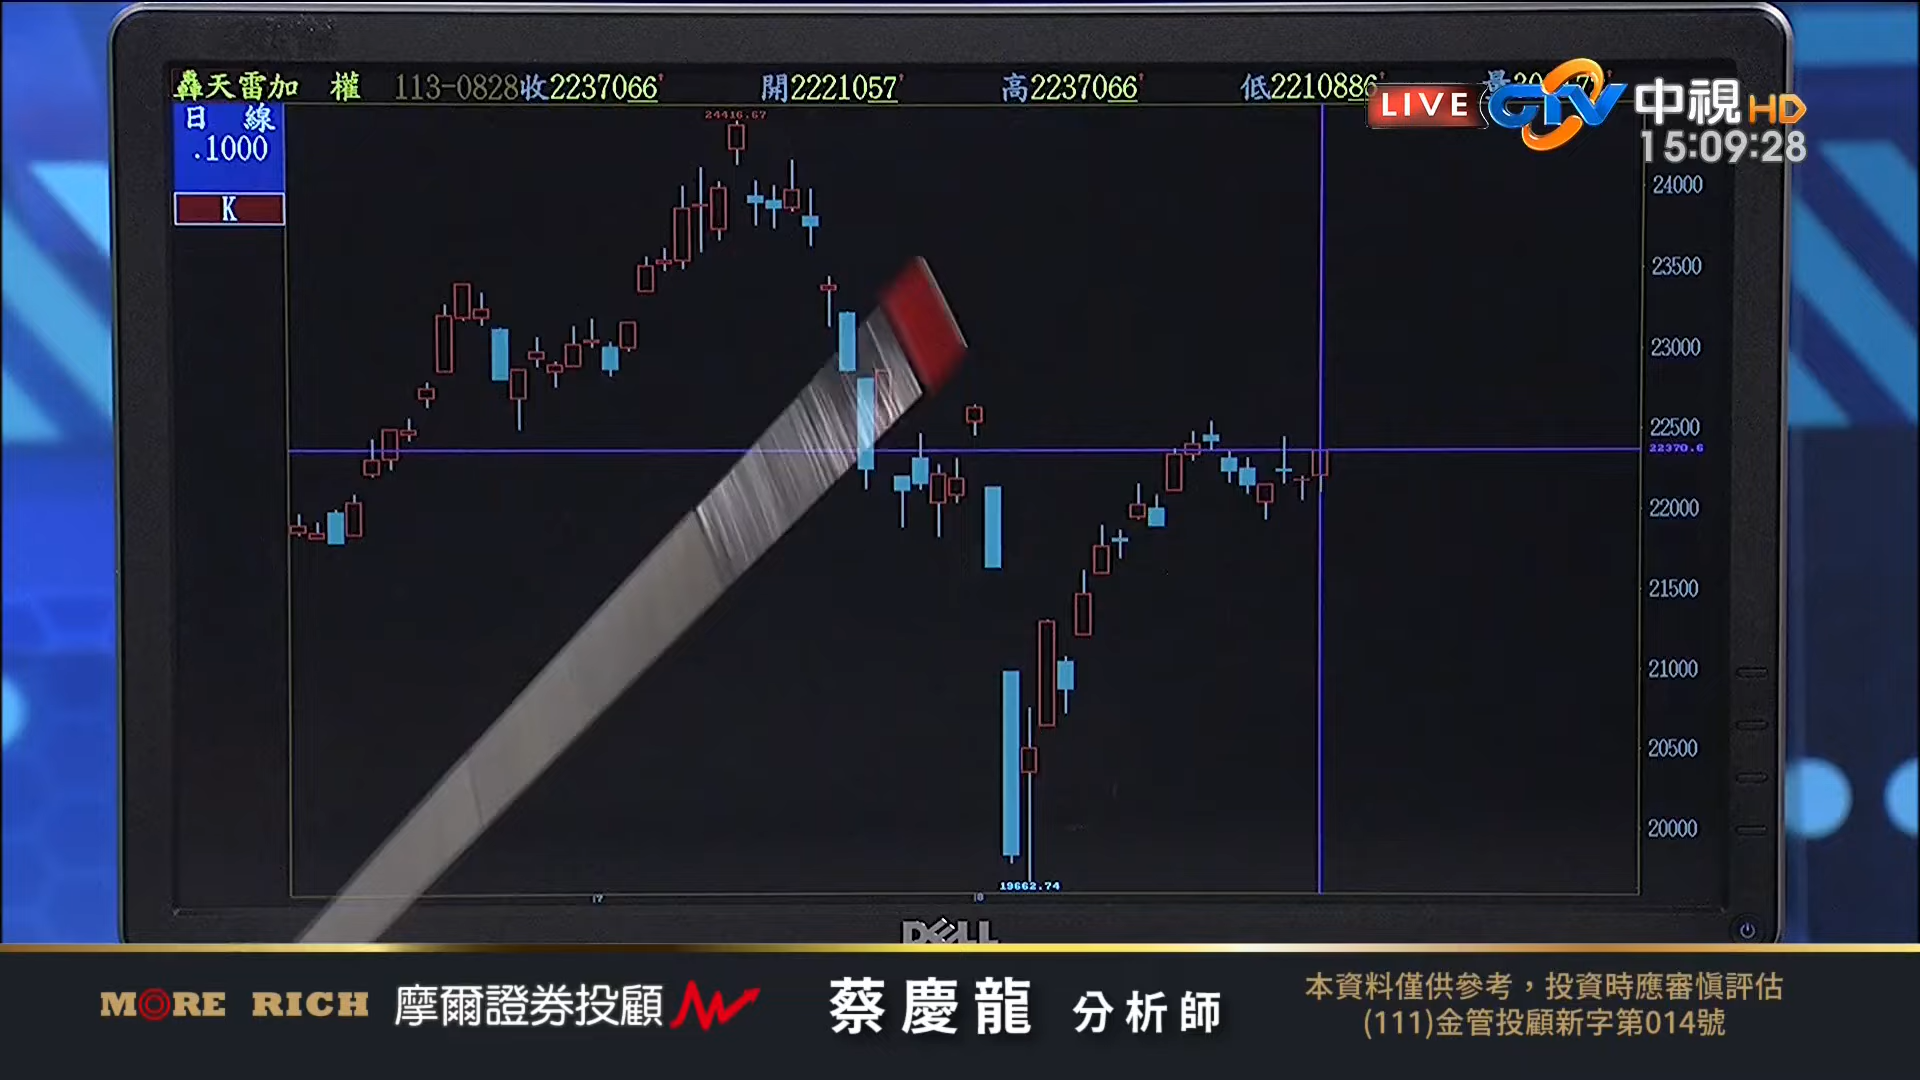 轟天雷加 權 113-0828收2237066 開2221057 高2237066 低2210886
LIVE CTV 中視HD
15:09:28
日 線
.1000
K
24416.67
24000
23500
23000
22500
22370.6
22000
21500
21000
20500
20000
19662.74
7
8
DELL
MORE RICH 摩爾證券投顧 蔡慶龍 分析師
本資料僅供參考，投資時應審慎評估
(111)金管投顧新字第014號